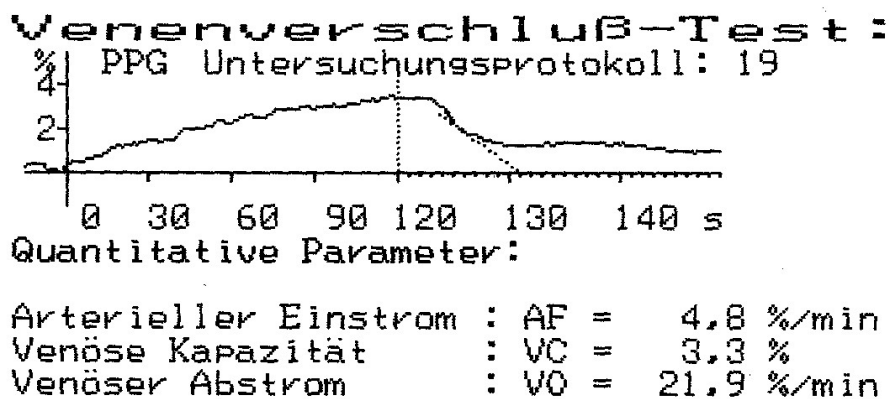 Venenverschluß-Test:
% PPG Untersuchungsprotokoll: 19
4
2
0 30 60 90 120 130 140 s
Quantitative Parameter:
Arterieller Einstrom : AF = 4.8 %/min
Venöse Kapazität : VC = 3.3 %
Venöser Abstrom : VO = 21.9 %/min